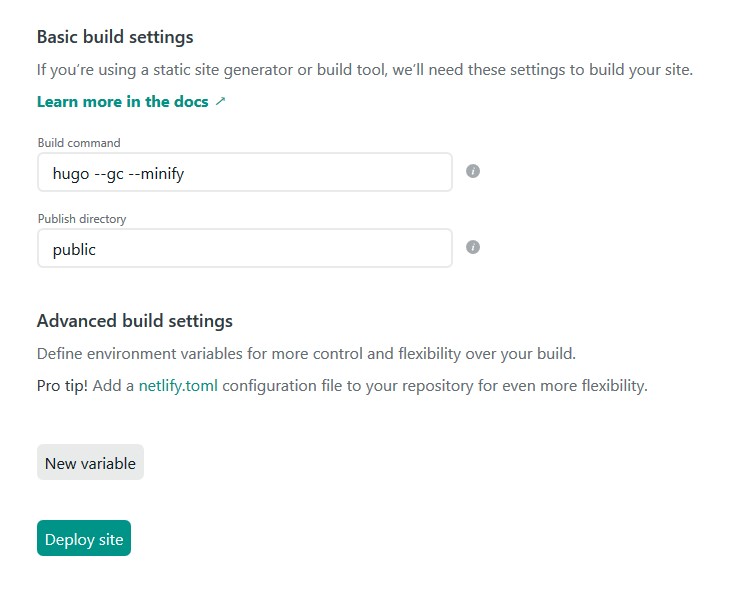 Basic build settings
If you’re using a static site generator or build tool, we’ll need these settings to build your site.
Learn more in the docs ↗
Build command
hugo --gc --minify
i
Publish directory
public
i
Advanced build settings
Define environment variables for more control and flexibility over your build.
Pro tip! Add a netlify.toml configuration file to your repository for even more flexibility.
New variable
Deploy site